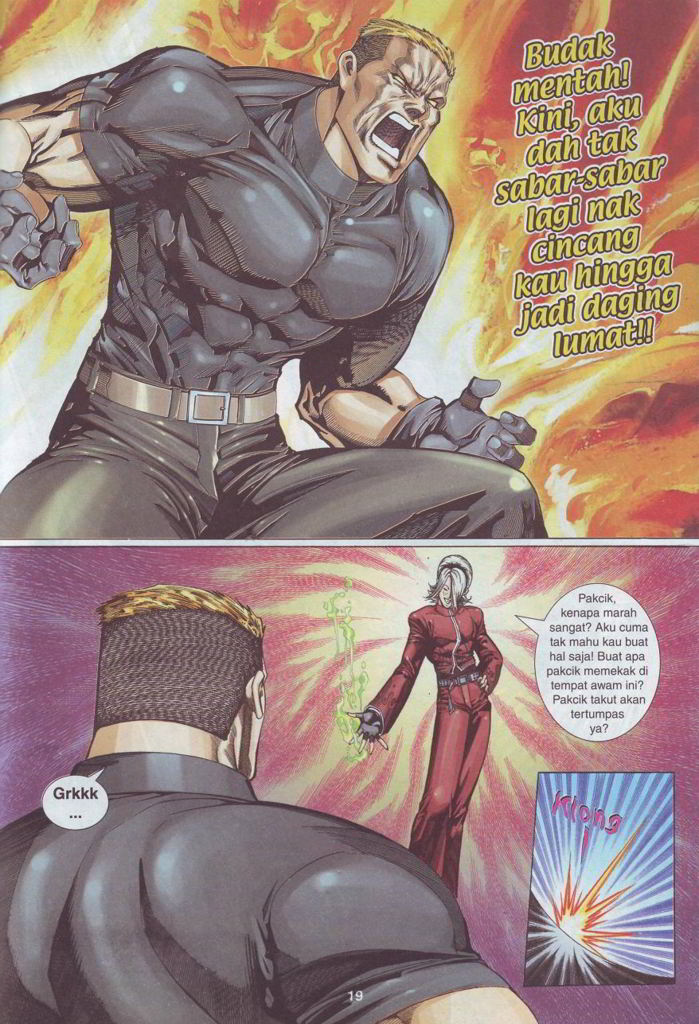 Budak
mentah!
Kini, aku
dah tak
sabar-sabar
lagi nak
cincang
kau hingga
jadi daging
lumat!!
Pakcik,
kenapa marah
sangat? Aku cuma
tak mahu kau buat
hal saja! Buat apa
pakcik memekak di
tempat awam ini?
Pakcik takut akan
tertumpas
ya?
Grkkk
...
Klong
!
19